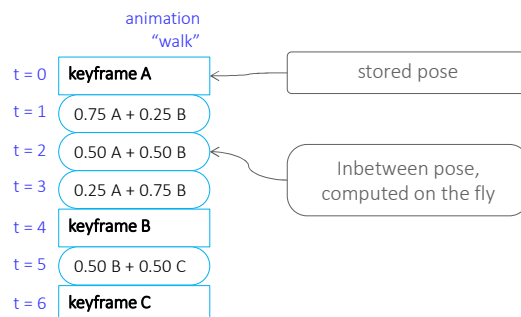 animation
“walk”
t = 0 keyframe A
stored pose
t = 1 0.75 A + 0.25 B
t = 2 0.50 A + 0.50 B
Inbetween pose,
computed on the fly
t = 3 0.25 A + 0.75 B
t = 4 keyframe B
t = 5 0.50 B + 0.50 C
t = 6 keyframe C